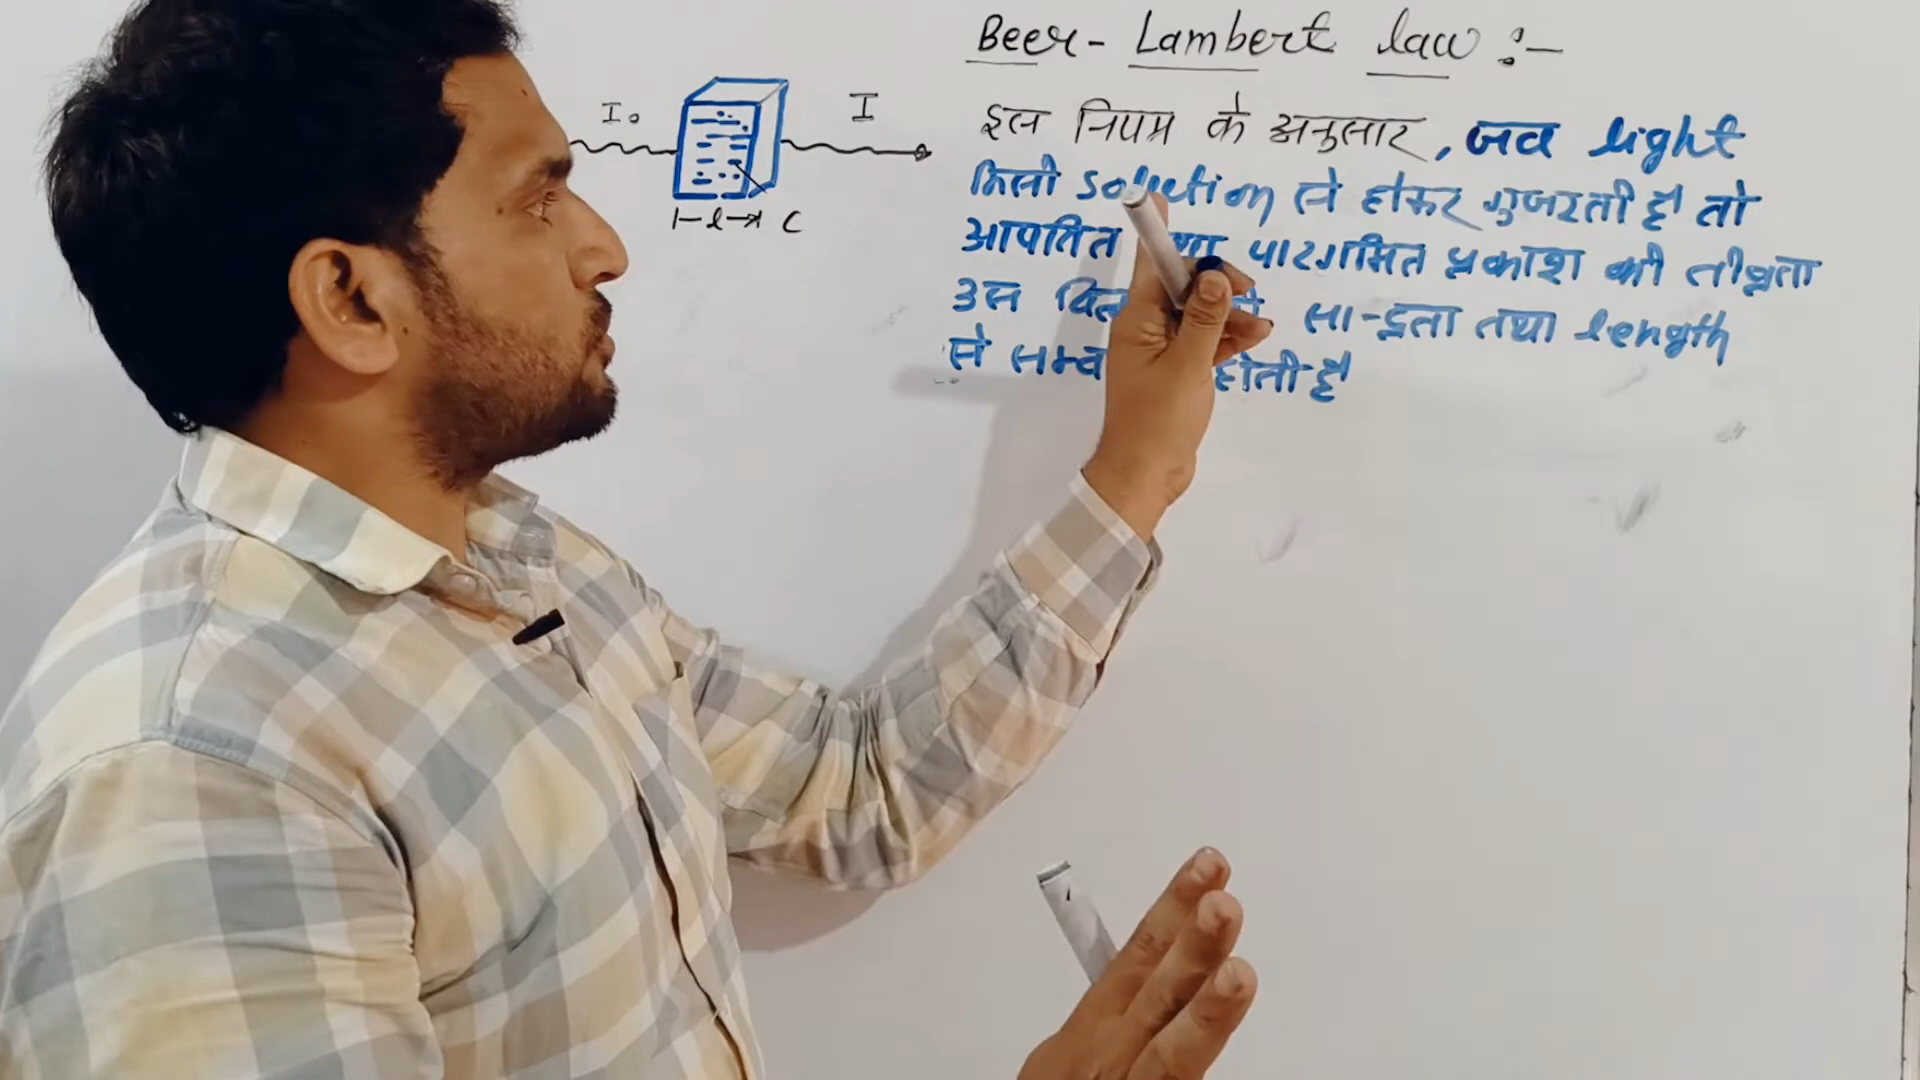 Beer- Lambert law :-
I₀
I
l
C
इस नियम के अनुसार, जब light
किसी solution से होकर गुजरती है तो
आपतित पारगमित प्रकाश की तीव्रता
उस सान्द्रता तथा length
से होती है